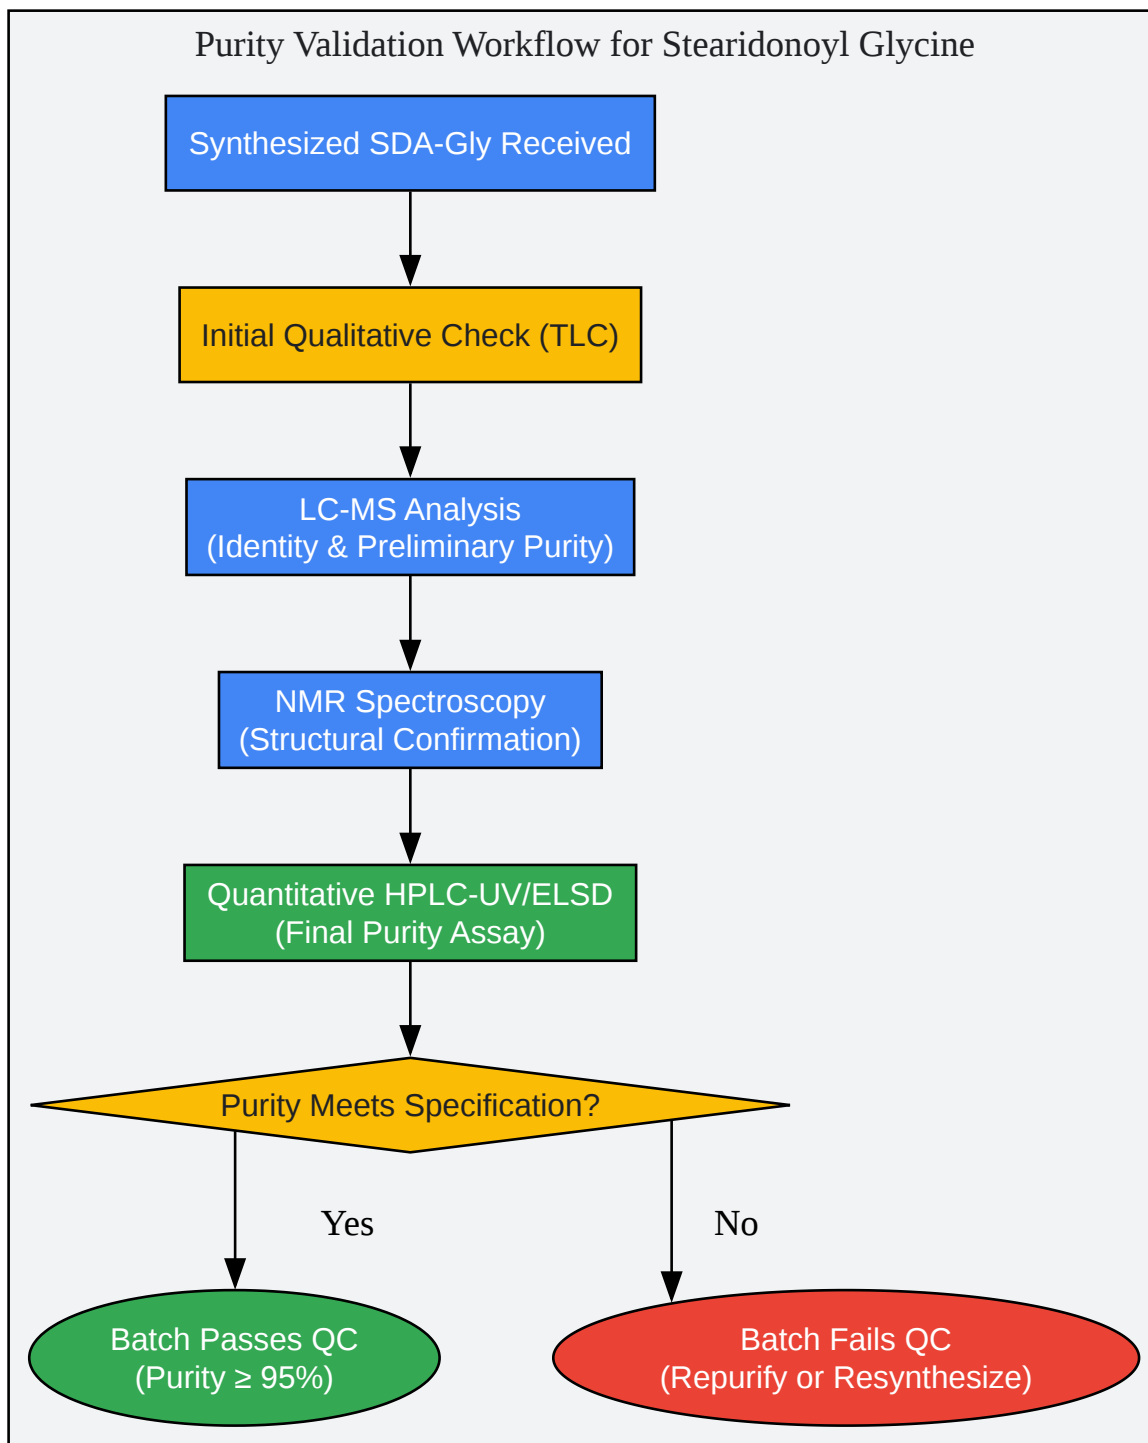 Purity Validation Workflow for Stearidonoyl Glycine
Synthesized SDA-Gly Received
Initial Qualitative Check (TLC)
LC-MS Analysis
(Identity & Preliminary Purity)
NMR Spectroscopy
(Structural Confirmation)
Quantitative HPLC-UV/ELSD
(Final Purity Assay)
Purity Meets Specification?
Yes
No
Batch Passes QC
(Purity ≥ 95%)
Batch Fails QC
(Repurify or Resynthesize)